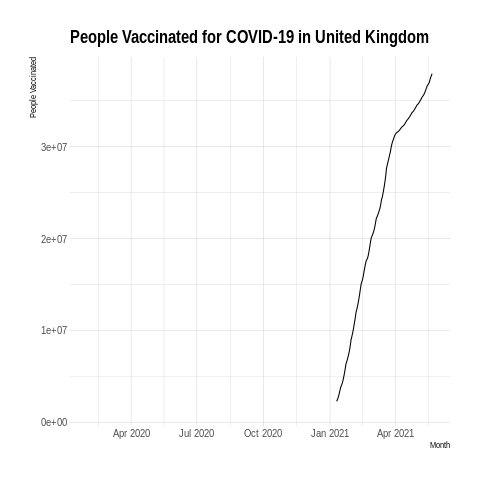 People Vaccinated for COVID-19 in United Kingdom
People Vaccinated
3e+07
2e+07
1e+07
0e+00
Apr 2020 Jul 2020 Oct 2020 Jan 2021 Apr 2021
Month